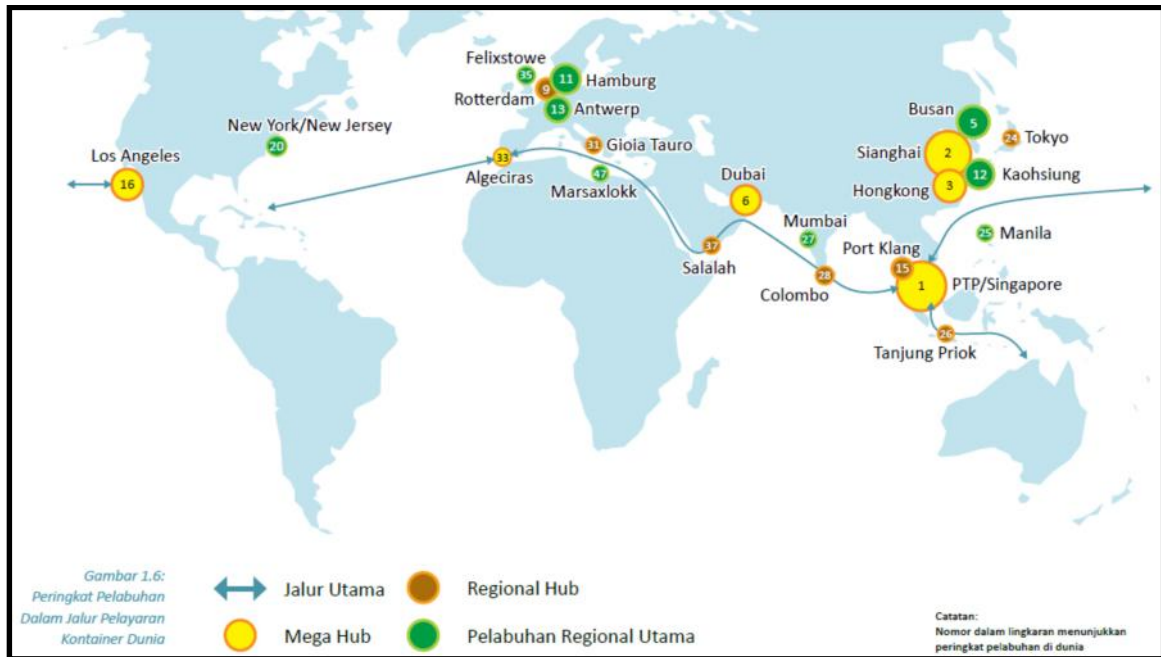 Felixstowe
35
11
Hamburg
9
Rotterdam
13
Antwerp
New York/New Jersey
20
Los Angeles
16
31
Gioia Tauro
33
Algeciras
47
Marsaxlokk
Busan
5
24
Tokyo
Sianghai
2
12
Kaohsiung
Hongkong
3
Dubai
6
Mumbai
27
25
Manila
Port Klang
15
37
Salalah
28
Colombo
1
PTP/Singapore
26
Tanjung Priok
Gambar 1.6:
Peringkat Pelabuhan
Dalam Jalur Pelayaran
Kontainer Dunia
Jalur Utama
Regional Hub
Mega Hub
Pelabuhan Regional Utama
Catatan:
Nomor dalam lingkaran menunjukkan
peringkat pelabuhan di dunia